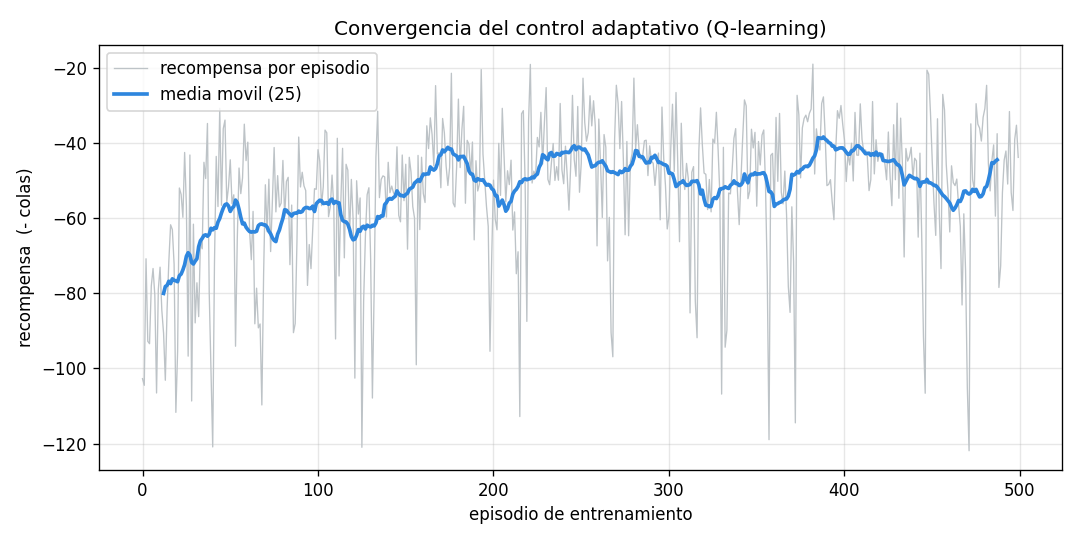 Convergencia del control adaptativo (Q-learning)
recompensa por episodio
media movil (25)
−20
−40
−60
−80
−100
−120
recompensa (- colas)
0 100 200 300 400 500
episodio de entrenamiento